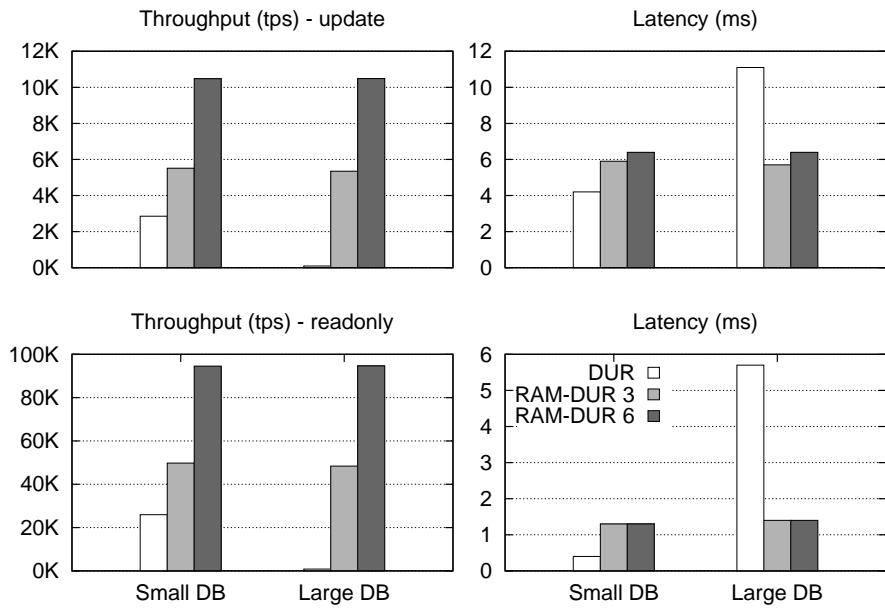 Throughput (tps) - update
12K
10K
8K
6K
4K
2K
0K
Latency (ms)
12
10
8
6
4
2
0
Throughput (tps) - readonly
100K
80K
60K
40K
20K
0K
Small DB Large DB
Latency (ms)
6
5
4
3
2
1
0
DUR
RAM-DUR 3
RAM-DUR 6
Small DB Large DB